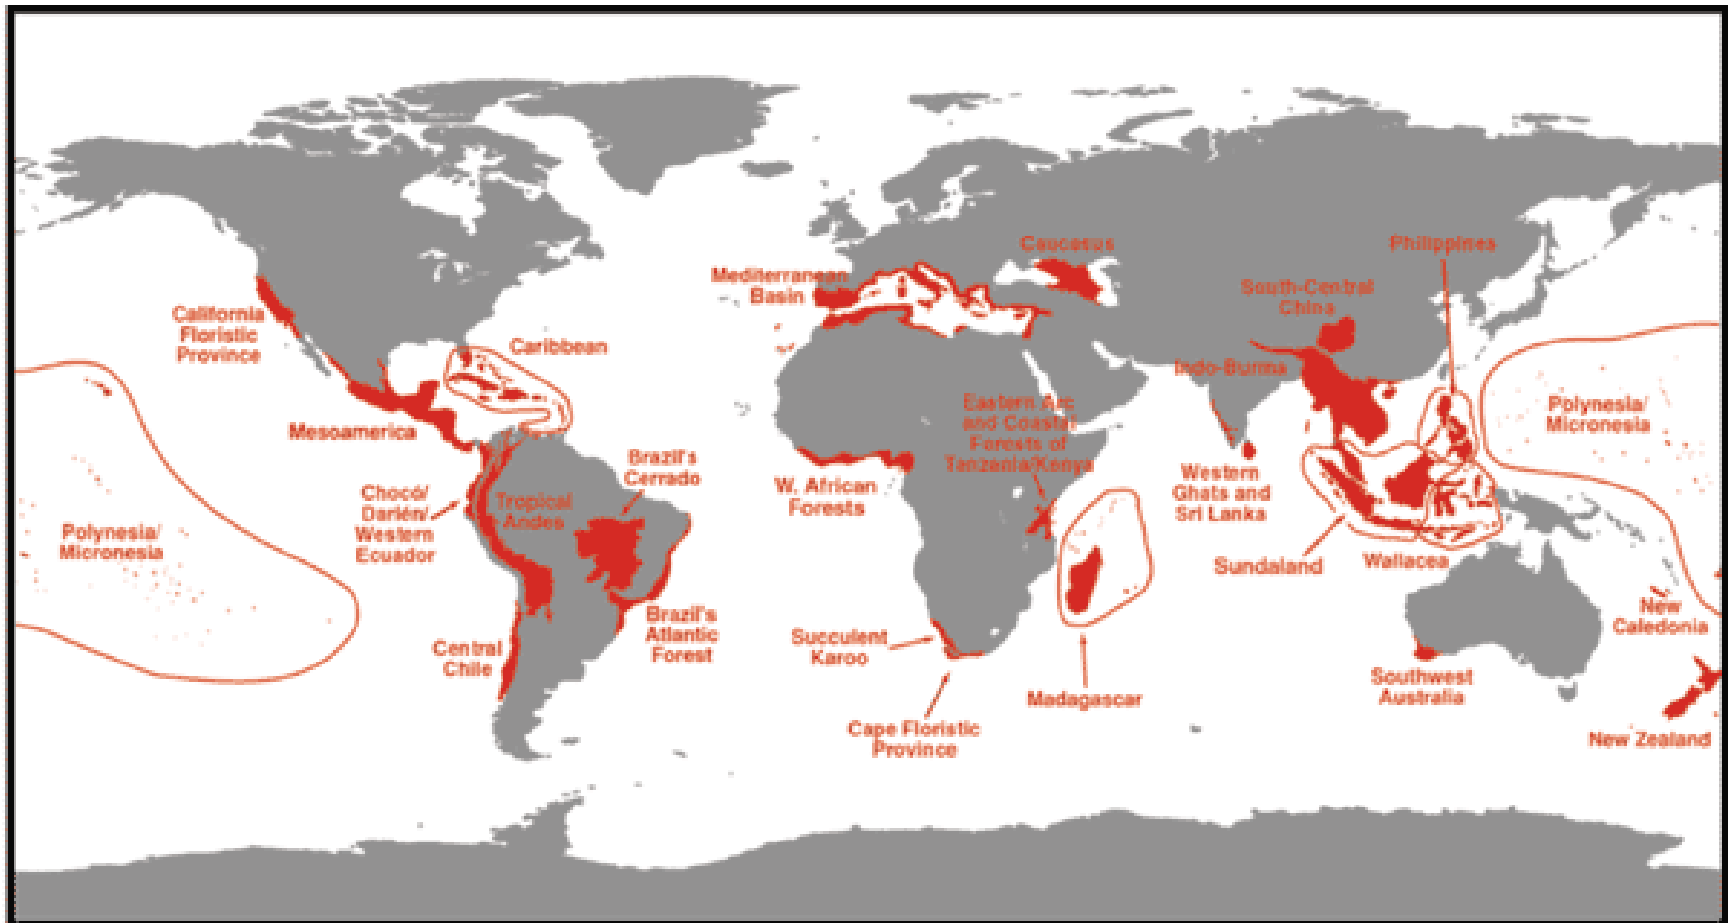 Caucasus
Philippines
Mediterranean
Basin
South-Central
China
California
Floristic
Province
Caribbean
Indo-Burma
Eastern Arc
and Coastal
Forests of
Tanzania/Kenya
Polynesia/
Micronesia
Mesoamerica
Brazil's
Cerrado
W. African
Forests
Western
Ghats and
Sri Lanka
Chocó/
Darién/
Western
Ecuador
Tropical
Andes
Polynesia/
Micronesia
Sundaland
Wallacea
New
Caledonia
Brazil's
Atlantic
Forest
Central
Chile
Succulent
Karoo
Madagascar
Southwest
Australia
Cape Floristic
Province
New Zealand